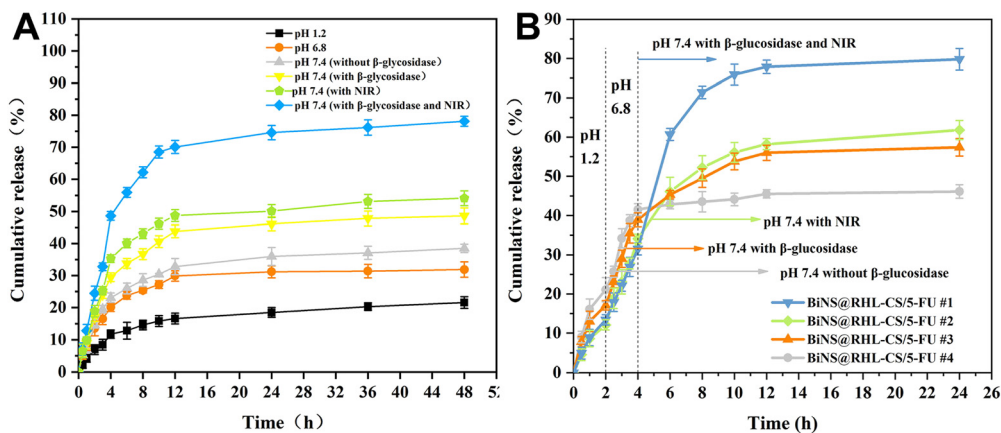 A
Cumulative release (%)
110
100
90
80
70
60
50
40
30
20
10
0
pH 1.2
pH 6.8
pH 7.4 (without β-glycosidase)
pH 7.4 (with β-glycosidase)
pH 7.4 (with NIR)
pH 7.4 (with β-glycosidase and NIR)
0 4 8 12 16 20 24 28 32 36 40 44 48 52
Time (h)
B
Cumulative release (%)
90
80
70
60
50
40
30
20
10
0
pH 7.4 with β-glucosidase and NIR
pH
6.8
pH
1.2
pH 7.4 with NIR
pH 7.4 with β-glucosidase
pH 7.4 without β-glucosidase
BiNS@RHL-CS/5-FU #1
BiNS@RHL-CS/5-FU #2
BiNS@RHL-CS/5-FU #3
BiNS@RHL-CS/5-FU #4
0 2 4 6 8 10 12 14 16 18 20 22 24 26
Time (h)